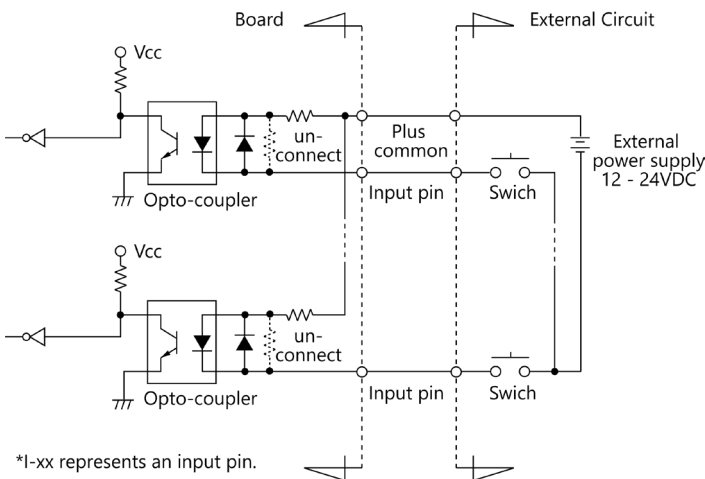 Board
External Circuit
Vcc
un-
connect
Plus
common
External
power supply
12 - 24VDC
Opto-coupler
Input pin
Swich
Vcc
un-
connect
Opto-coupler
Input pin
Swich
*I-xx represents an input pin.